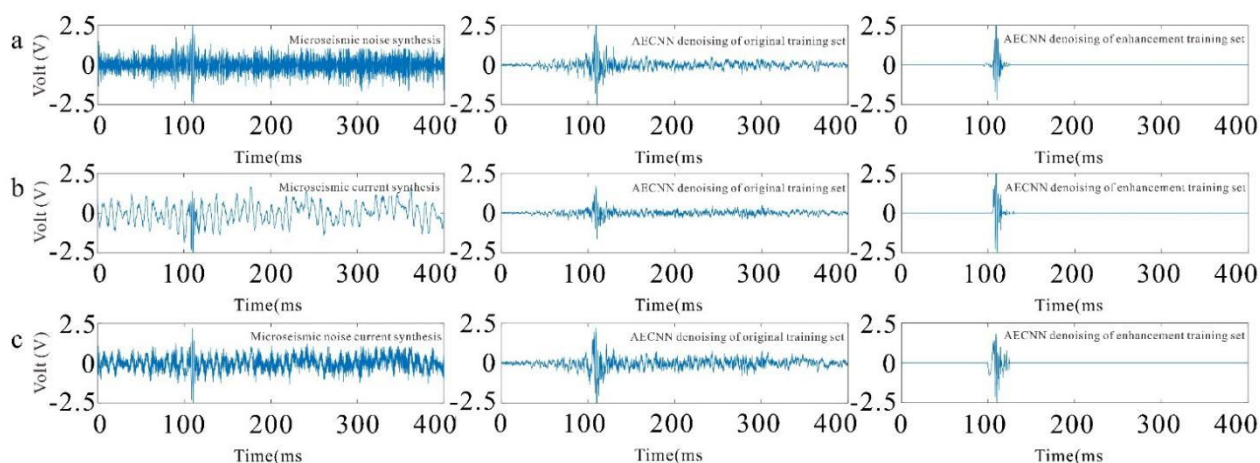 a
Volt (V)
2.5
0
-2.5
Microseismic noise synthesis
0 100 200 300 400
Time(ms
2.5
0
-2.5
AECNN denoising of original training set
0 100 200 300 400
Time(ms
2.5
0
-2.5
AECNN denoising of enhancement training set
0 100 200 300 400
Time(ms
b
Volt (V)
2.5
0
-2.5
Microseismic current synthesis
0 100 200 300 400
Time(ms
2.5
0
-2.5
AECNN denoising of original training set
0 100 200 300 400
Time(ms
2.5
0
-2.5
AECNN denoising of enhancement training set
0 100 200 300 400
Time(ms
c
Volt (V)
2.5
0
-2.5
Microseismic noise current synthesis
0 100 200 300 400
Time(ms
2.5
0
-2.5
AECNN denoising of original training set
0 100 200 300 400
Time(ms
2.5
0
-2.5
AECNN denoising of enhancement training set
0 100 200 300 400
Time(ms